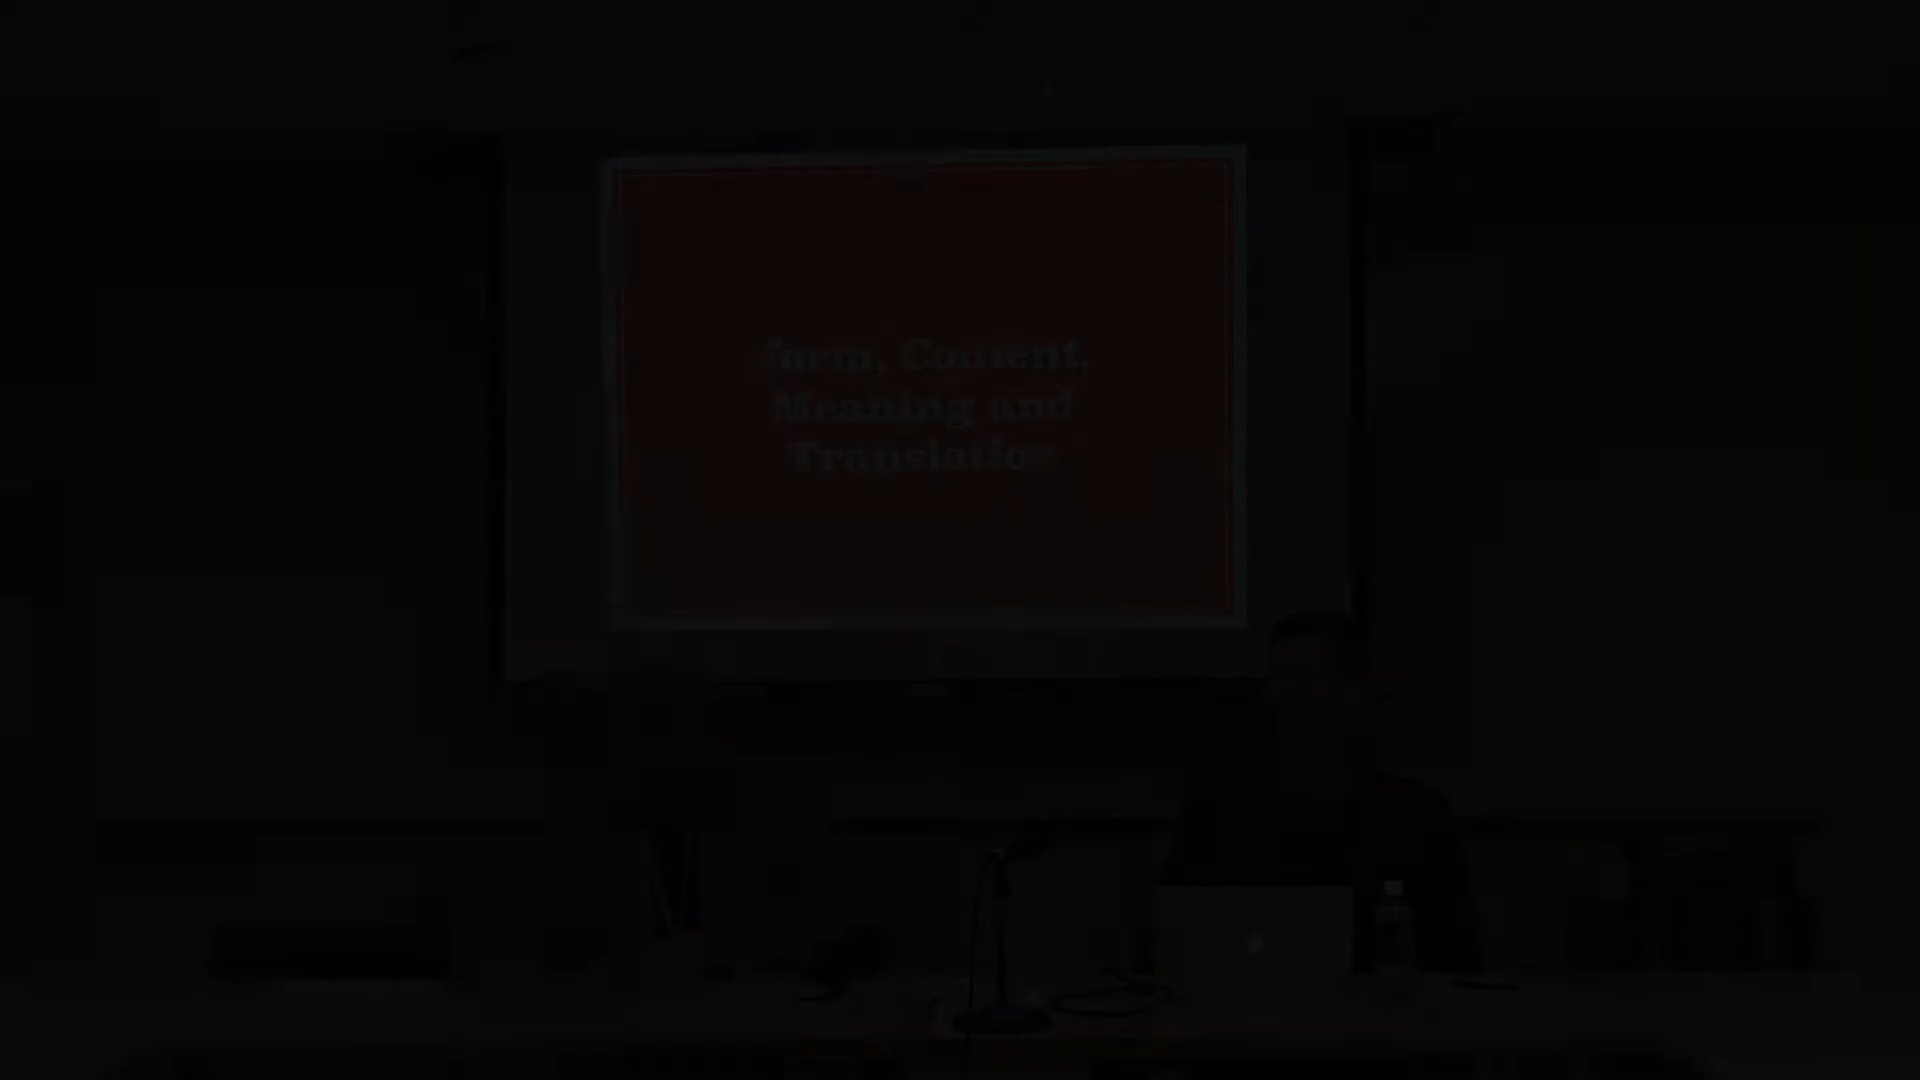 Form, Content,
Meaning and
Translation